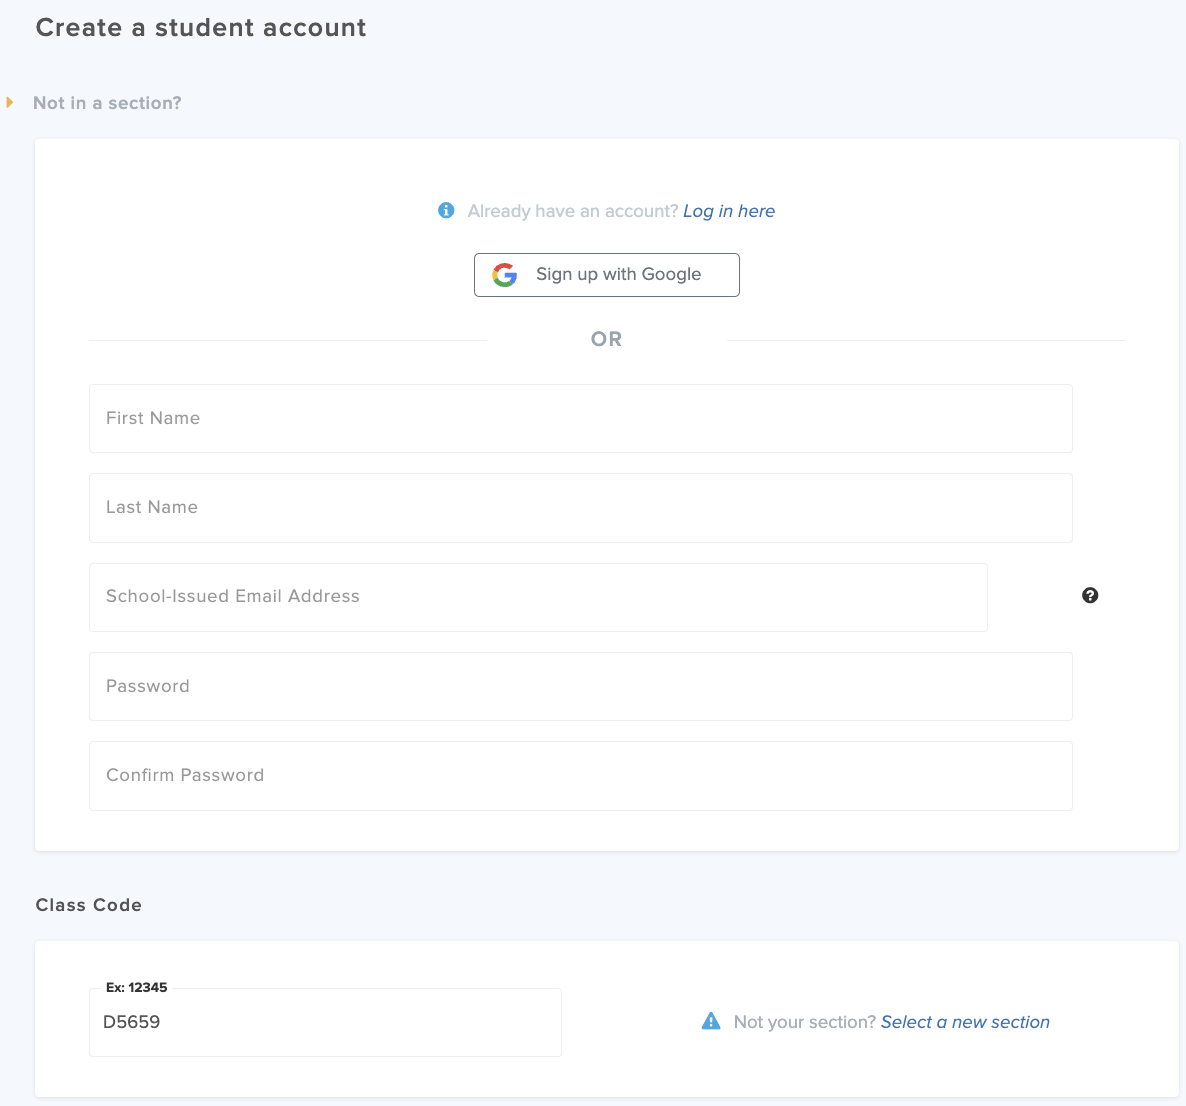 Create a student account
Not in a section?
Already have an account? Log in here
Sign up with Google
OR
First Name
Last Name
School-Issued Email Address
Password
Confirm Password
Class Code
Ex: 12345
D5659
Not your section? Select a new section